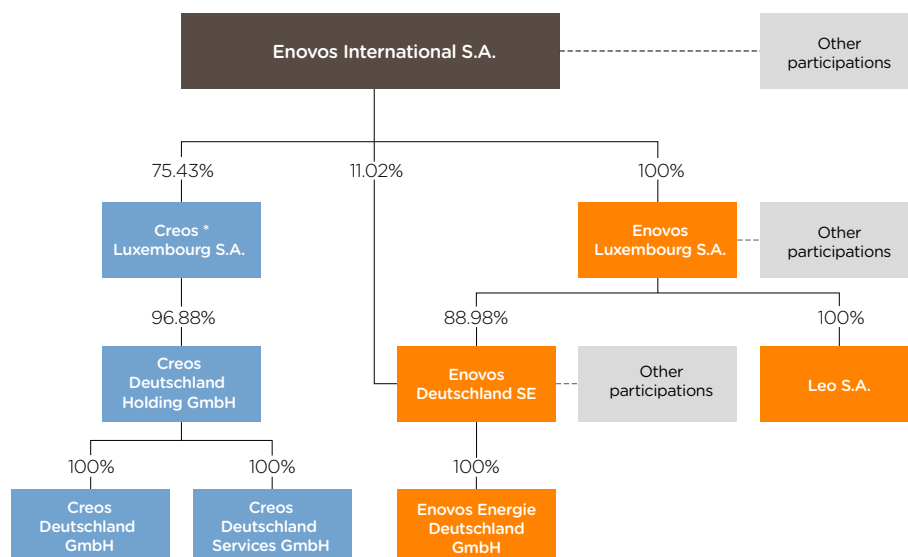 Enovos International S.A.
Other
participations
75.43%
11.02%
100%
Creos *
Luxembourg S.A.
Enovos
Luxembourg S.A.
Other
participations
96.88%
88.98%
100%
Creos
Deutschland
Holding GmbH
Enovos
Deutschland SE
Other
participations
Leo S.A.
100%
100%
100%
Creos
Deutschland
GmbH
Creos
Deutschland
Services GmbH
Enovos Energie
Deutschland
GmbH